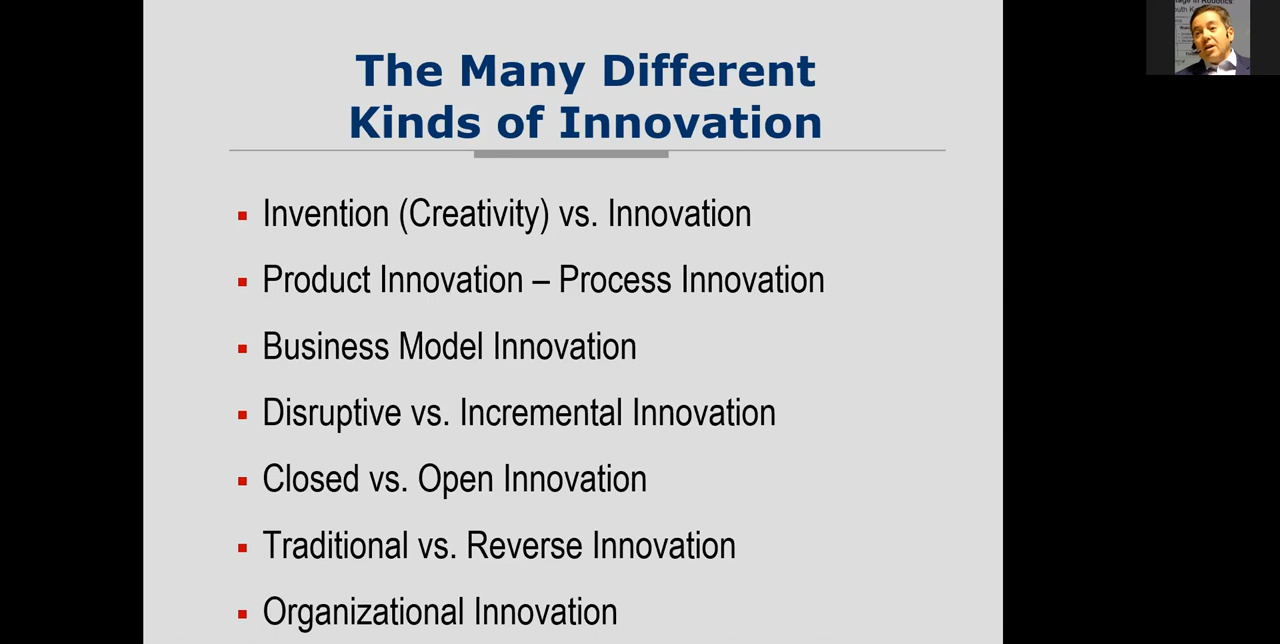 The Many Different
Kinds of Innovation
▪ Invention (Creativity) vs. Innovation
▪ Product Innovation – Process Innovation
▪ Business Model Innovation
▪ Disruptive vs. Incremental Innovation
▪ Closed vs. Open Innovation
▪ Traditional vs. Reverse Innovation
▪ Organizational Innovation